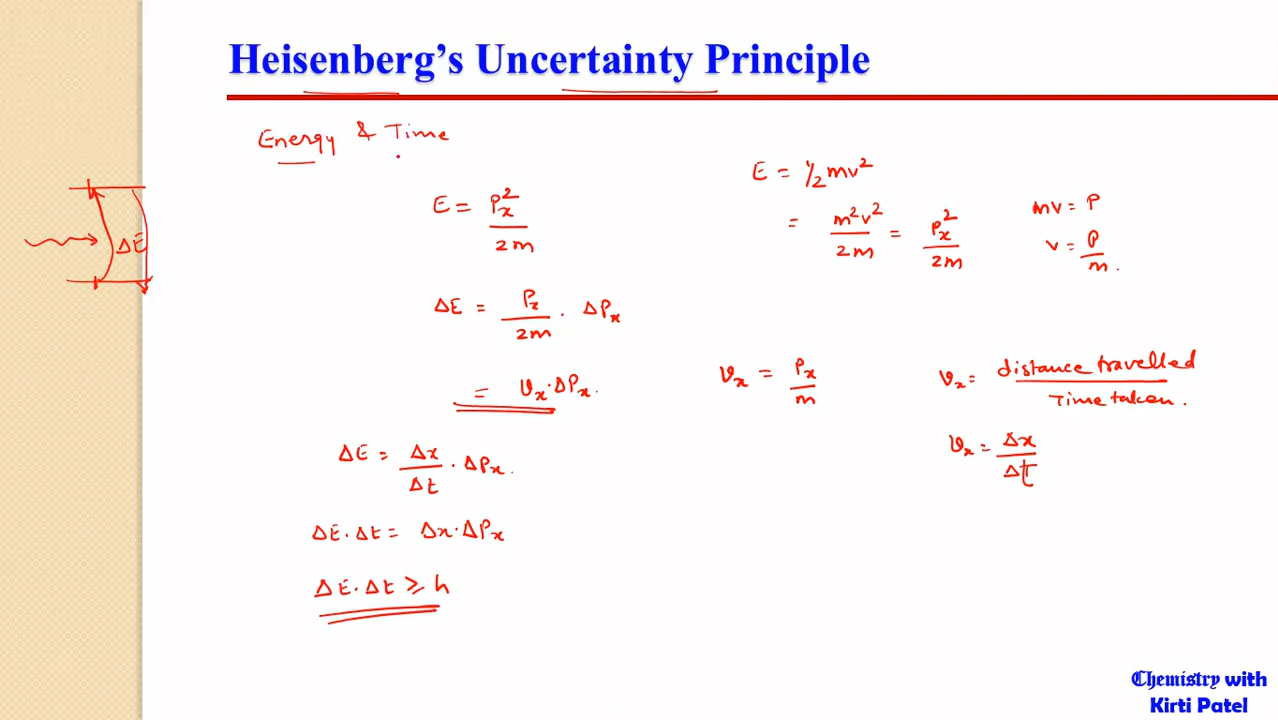 Heisenberg's Uncertainty Principle
Energy & Time
ΔE
E = Px²/2m
ΔE = Px/2m · ΔPx
= vx·ΔPx.
ΔE = Δx/Δt · ΔPx.
ΔE·Δt = Δx·ΔPx
ΔE·Δt ≥ h
E = 1/2 mv²
= m²v²/2m = Px²/2m
mv = P
v = P/m.
vx = Px/m
vx = distance travelled/Time taken.
vx = Δx/Δt
Chemistry with
Kirti Patel